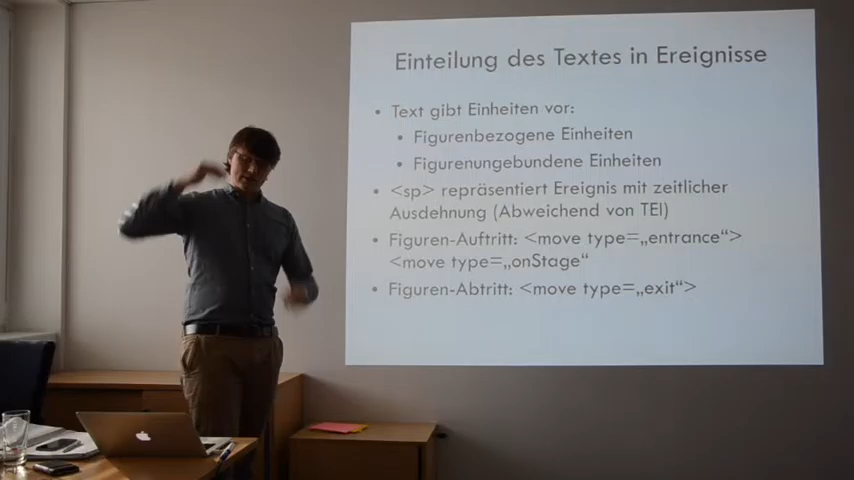 Einteilung des Textes in Ereignisse
• Text gibt Einheiten vor:
• Figurenbezogene Einheiten
• Figurenungebundene Einheiten
• <sp> repräsentiert Ereignis mit zeitlicher
Ausdehnung (Abweichend von TEI)
• Figuren-Auftritt: <move type=„entrance“>
<move type=„onStage“
• Figuren-Abtritt: <move type=„exit“>